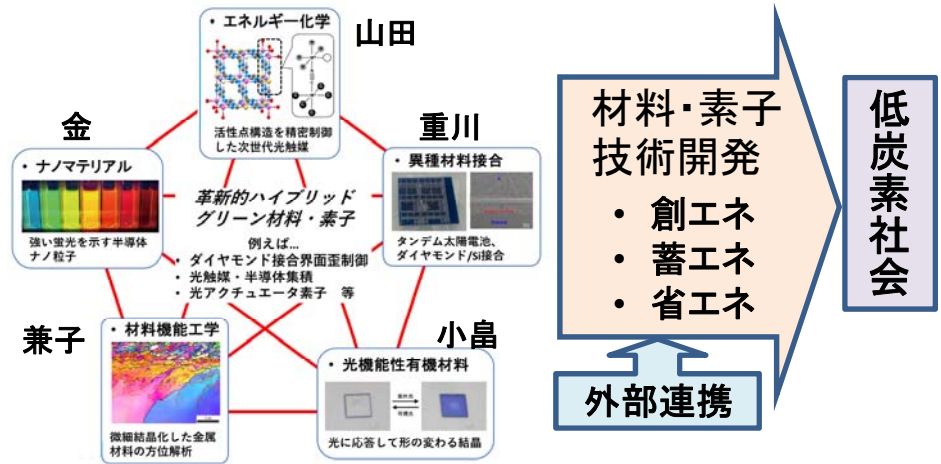 ・エネルギー化学
活性点構造を精密制御
した次世代光触媒
山田
金
・ナノマテリアル
強い蛍光を示す半導体
ナノ粒子
重川
・異種材料接合
タンデム太陽電池、
ダイヤモンド/Si接合
革新的ハイブリッド
グリーン材料・素子
例えば…
・ダイヤモンド接合界面歪制御
・光触媒・半導体集積
・光アクチュエータ素子　等
兼子
・材料機能工学
微細結晶化した金属
材料の方位解析
小畠
・光機能性有機材料
紫外光
可視光
光に応答して形の変わる結晶
材料・素子
技術開発
・創エネ
・蓄エネ
・省エネ
外部連携
低炭素社会